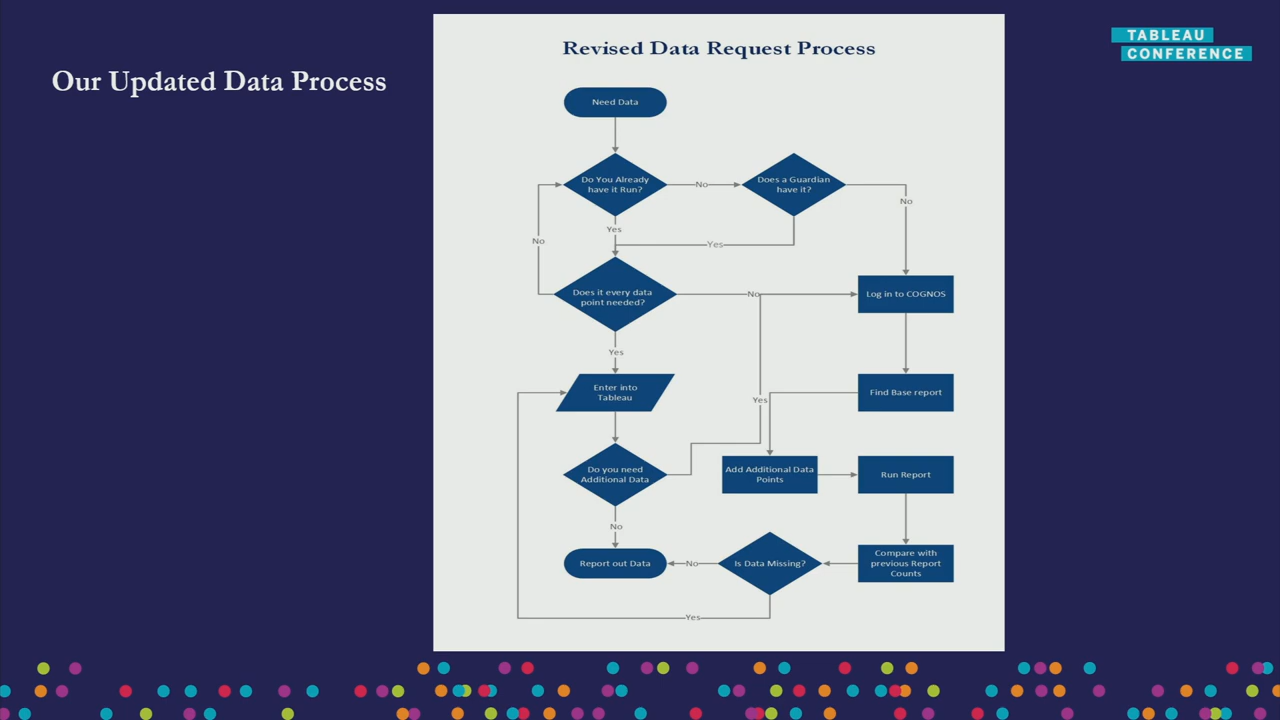 Our Updated Data Process
TABLEAU
CONFERENCE
Revised Data Request Process
Need Data
Do You Already
have it Run?
No
Does a Guardian
have it?
No
Yes
Yes
No
Does it every data
point needed?
No
Log in to COGNOS
Yes
Enter into
Tableau
Yes
Find Base report
Do you need
Additional Data
Add Additional Data
Points
Run Report
No
Report out Data
No
Is Data Missing?
Compare with
previous Report
Counts
Yes